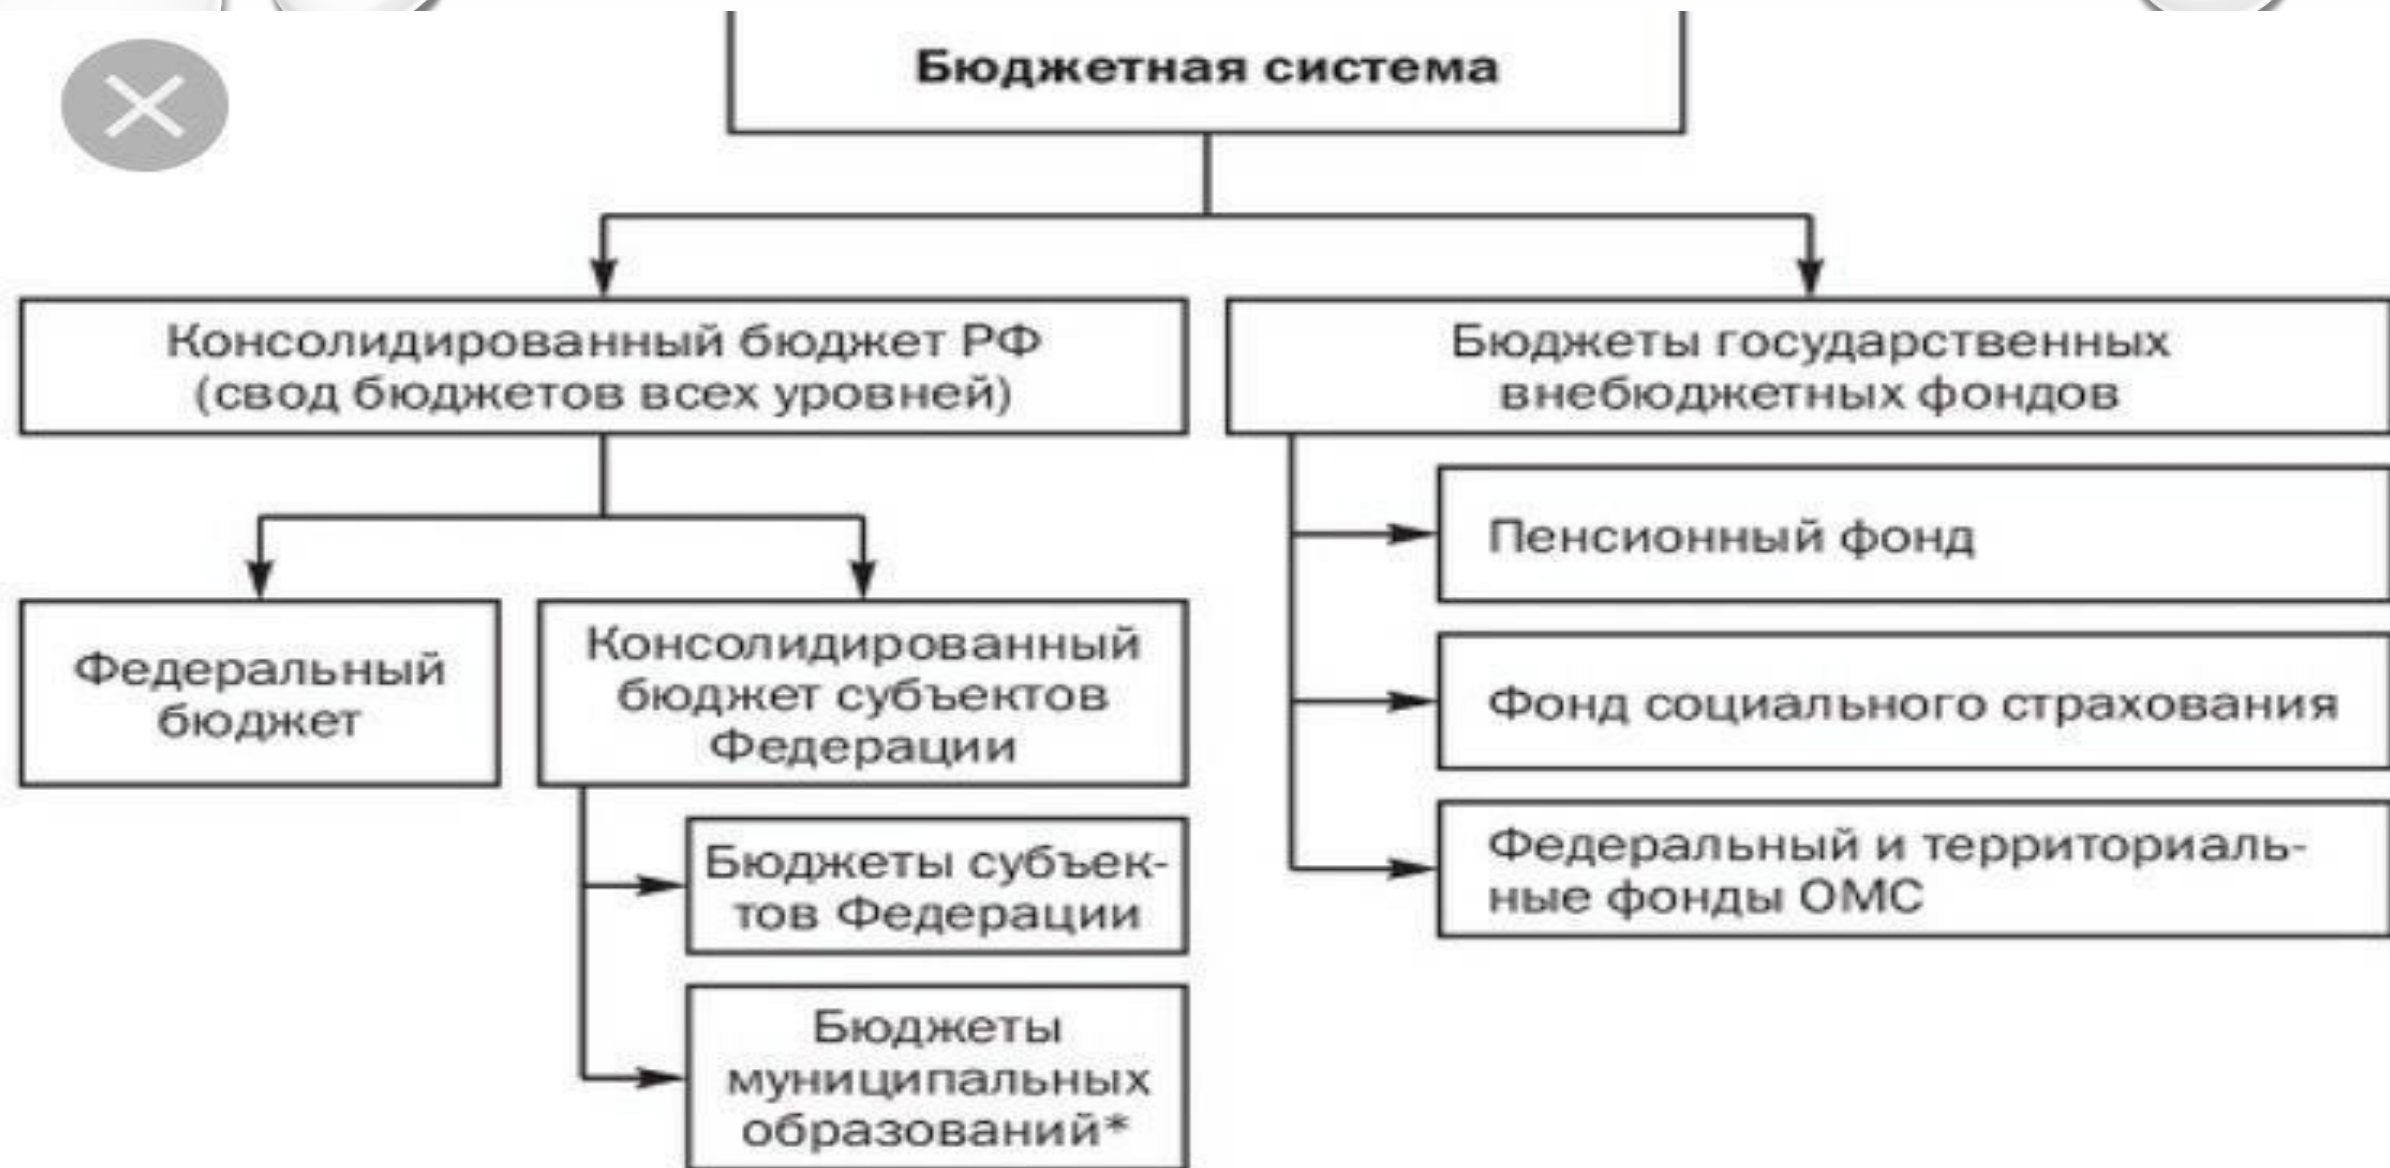 Бюджетная система
Консолидированный бюджет РФ
(свод бюджетов всех уровней)
Бюджеты государственных
внебюджетных фондов
Пенсионный фонд
Федеральный
бюджет
Консолидированный
бюджет субъектов
Федерации
Фонд социального страхования
Бюджеты субъек-
тов Федерации
Федеральный и территориаль-
ные фонды ОМС
Бюджеты
муниципальных
образований*